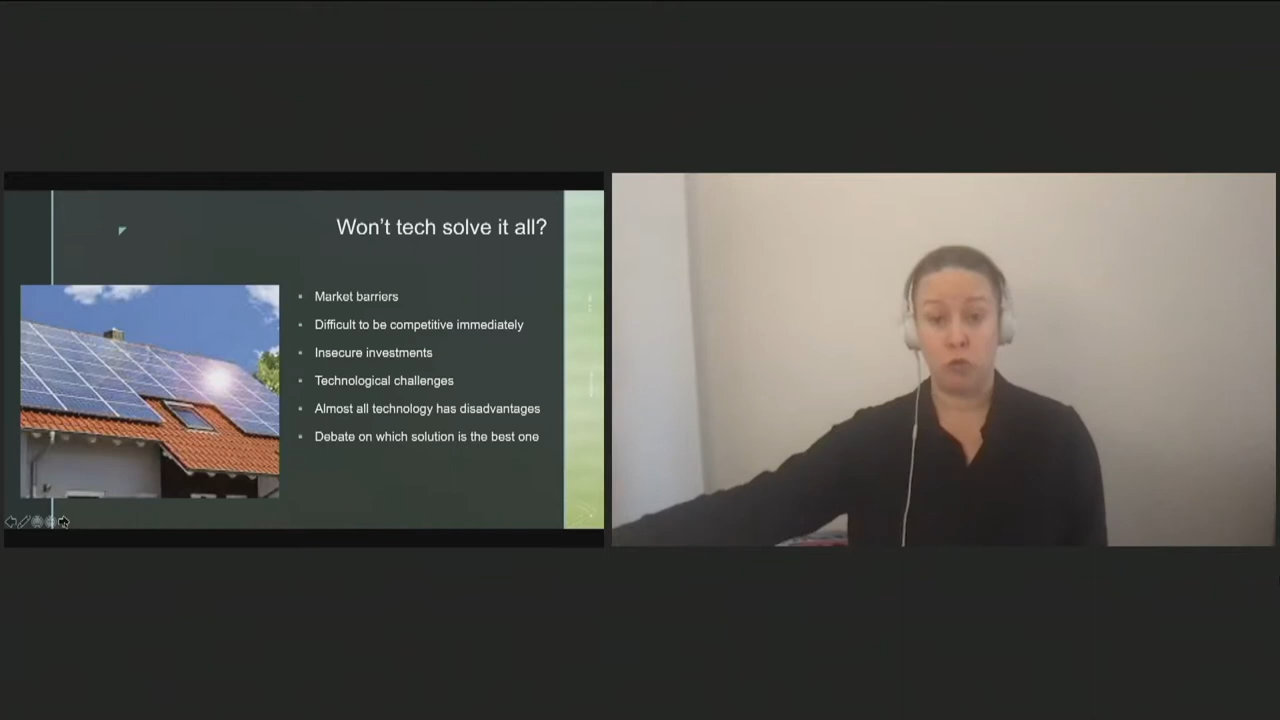 Won't tech solve it all?
Market barriers
Difficult to be competitive immediately
Insecure investments
Technological challenges
Almost all technology has disadvantages
Debate on which solution is the best one